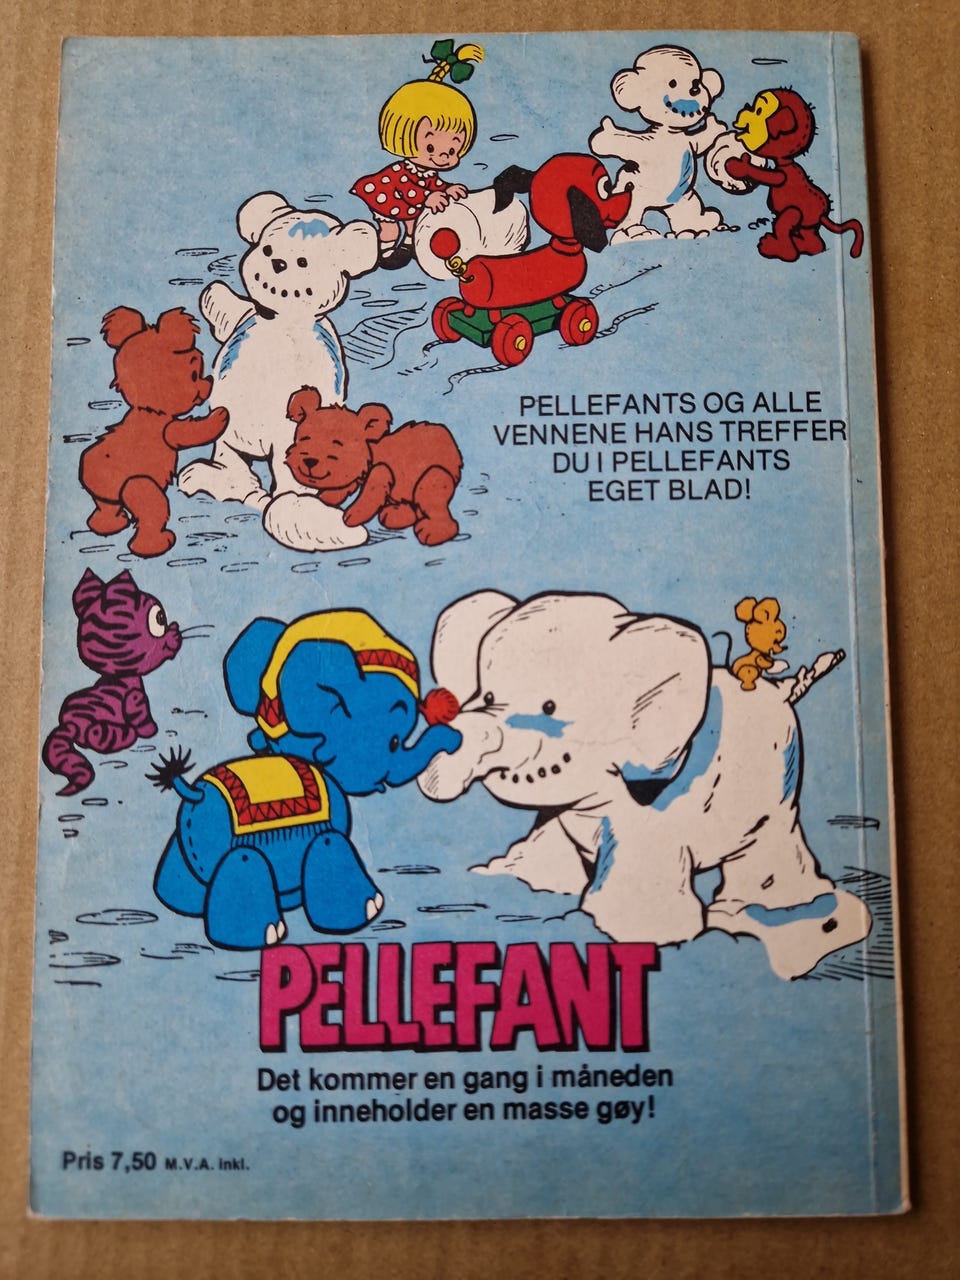 PELLEFANTS OG ALLE
VENNENE HANS TREFFER
DU I PELLEFANTS
EGET BLAD!
PELLEFANT
Det kommer en gang i måneden
og inneholder en masse gøy!
Pris 7,50 M.V.A. inkl.